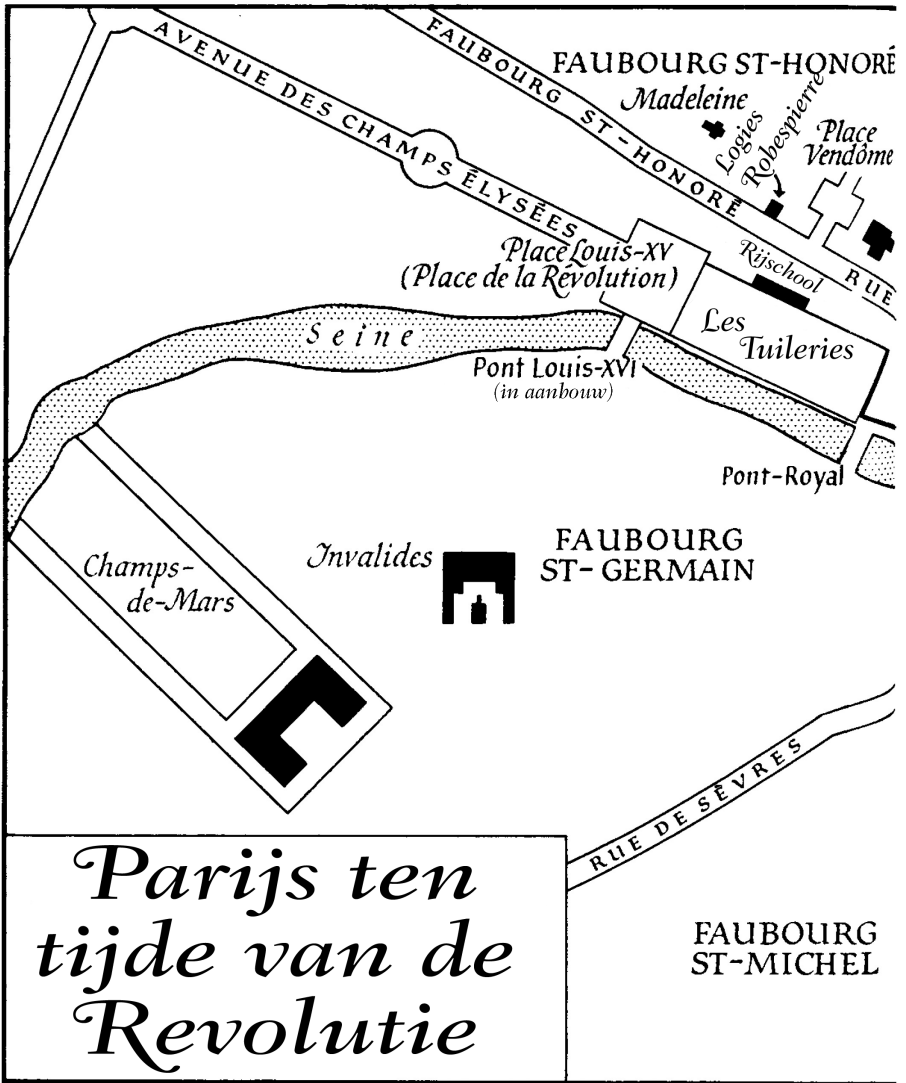 AVENUE DES CHAMPS ÉLYSÉES
FAUBOURG ST-HONORÉ
FAUBOURG ST-HONORÉ
Madeleine
Logies
Robespierre
Place
Vendôme
Place Louis-XV
(Place de la Révolution)
Rijschool
RUE
Les
Tuileries
Seine
Pont Louis-XVI
(in aanbouw)
Pont-Royal
Champs-
de-Mars
Invalides
FAUBOURG
ST-GERMAIN
RUE DE SÈVRES
FAUBOURG
ST-MICHEL
Parijs ten
tijde van de
Revolutie